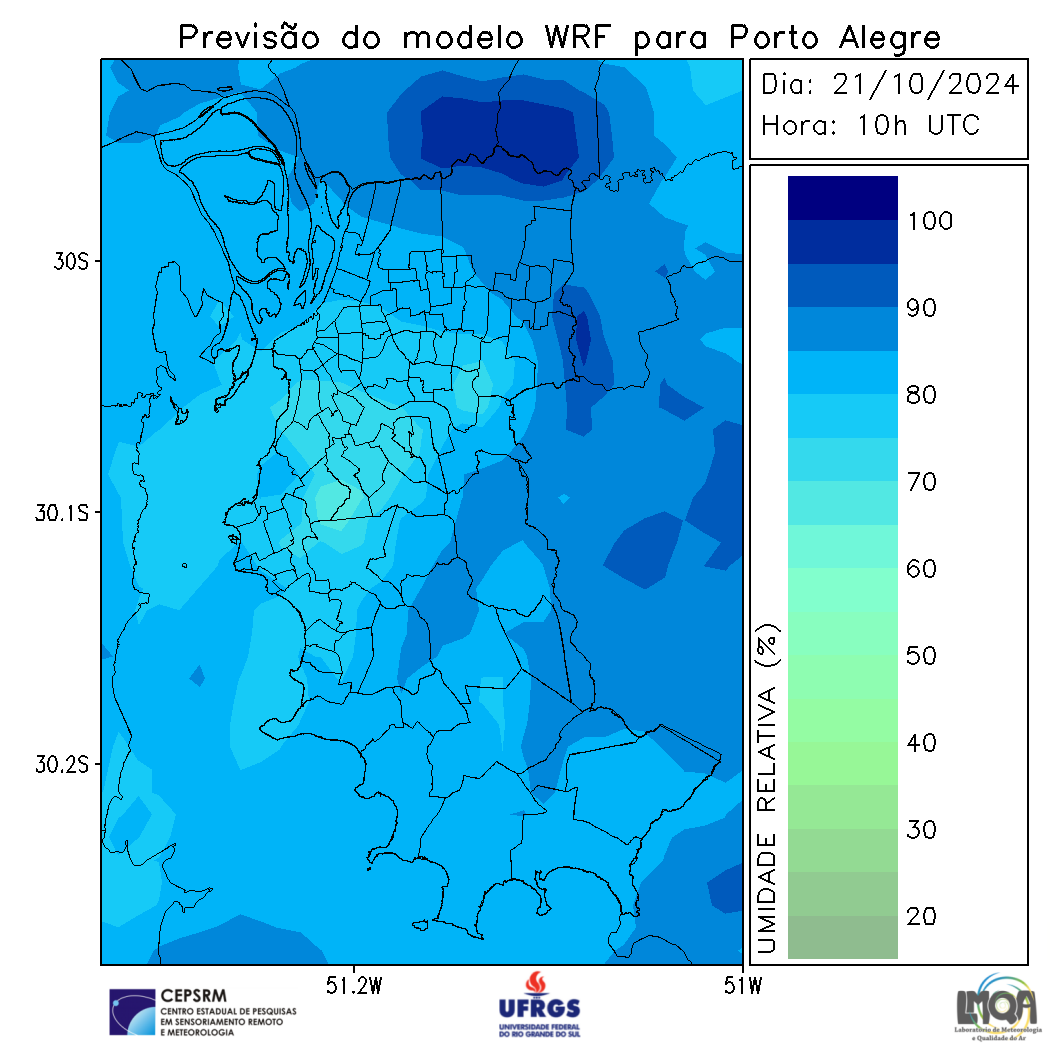 Previsão do modelo WRF para Porto Alegre
Dia: 21/10/2024
Hora: 10h UTC
30S
30.1S
30.2S
51.2W
51W
UMIDADE RELATIVA (%)
100
90
80
70
60
50
40
30
20
CEPSRM
CENTRO ESTADUAL DE PESQUISAS
EM SENSORIAMENTO REMOTO
E METEOROLOGIA
UFRGS
UNIVERSIDADE FEDERAL
DO RIO GRANDE DO SUL
LMQA
Laboratório de Meteorologia
e Qualidade do Ar